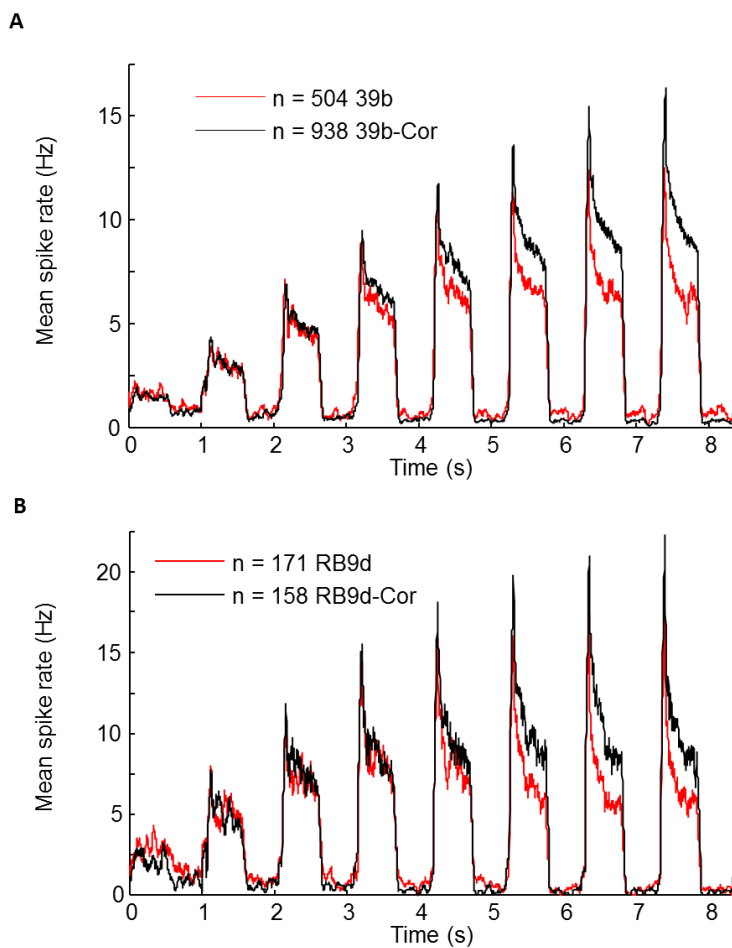 A
Mean spike rate (Hz)
15
10
5
0
n = 504 39b
n = 938 39b-Cor
0 1 2 3 4 5 6 7 8
Time (s)
B
Mean spike rate (Hz)
20
15
10
5
0
n = 171 RB9d
n = 158 RB9d-Cor
0 1 2 3 4 5 6 7 8
Time (s)